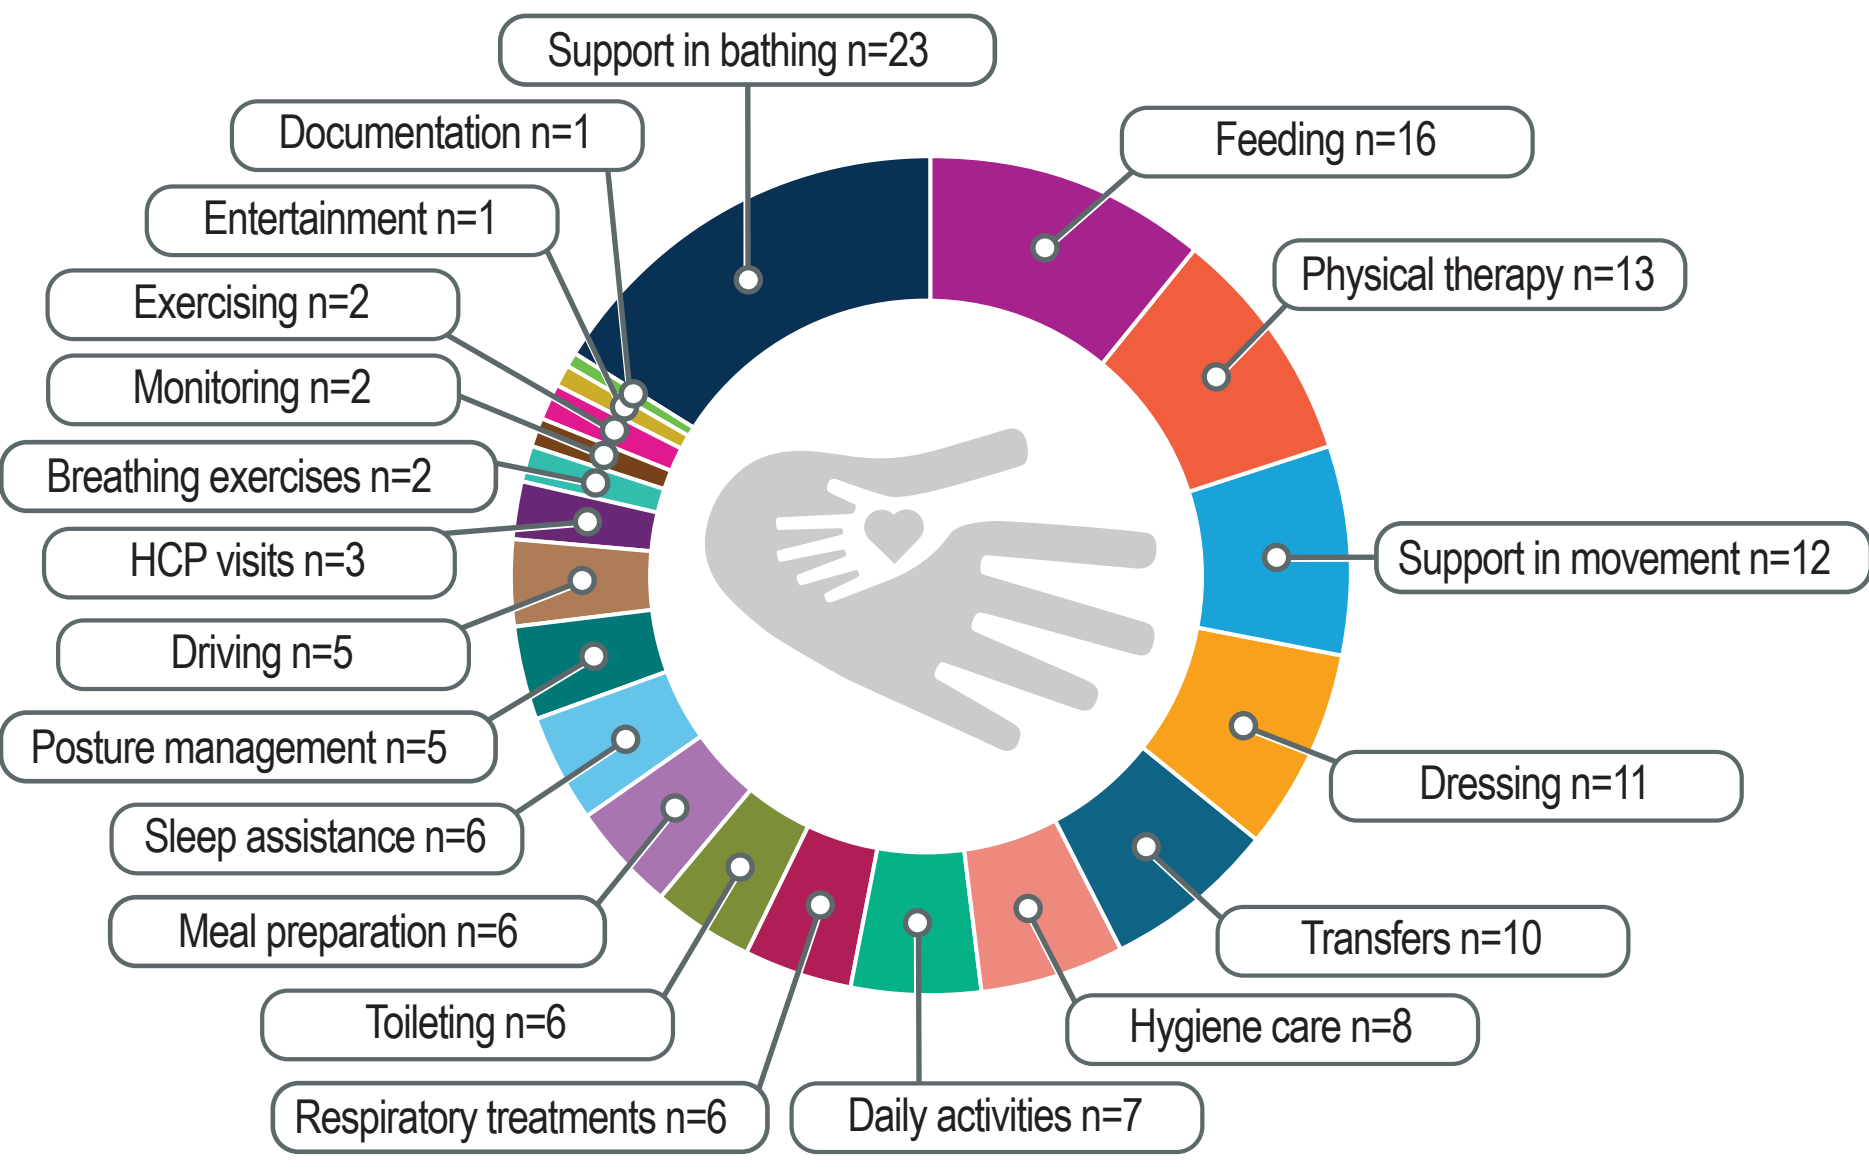 Support in bathing n=23
Documentation n=1
Feeding n=16
Entertainment n=1
Physical therapy n=13
Exercising n=2
Monitoring n=2
Breathing exercises n=2
Support in movement n=12
HCP visits n=3
Driving n=5
Posture management n=5
Dressing n=11
Sleep assistance n=6
Meal preparation n=6
Transfers n=10
Toileting n=6
Hygiene care n=8
Respiratory treatments n=6
Daily activities n=7